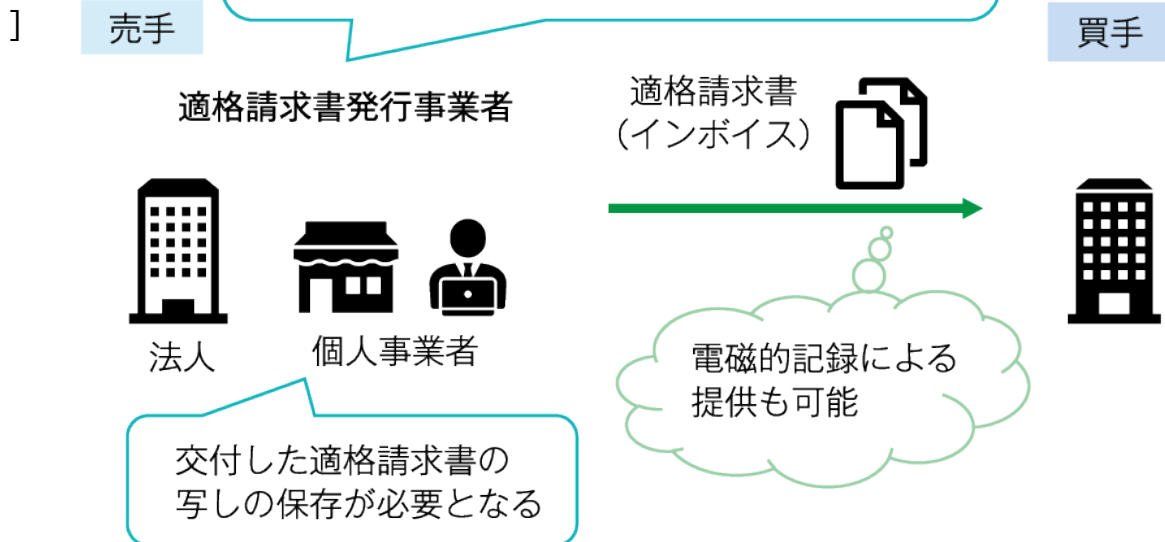 ]
売手
買手
適格請求書発行事業者
適格請求書
（インボイス）
法人
個人事業者
電磁的記録による
提供も可能
交付した適格請求書の
写しの保存が必要となる